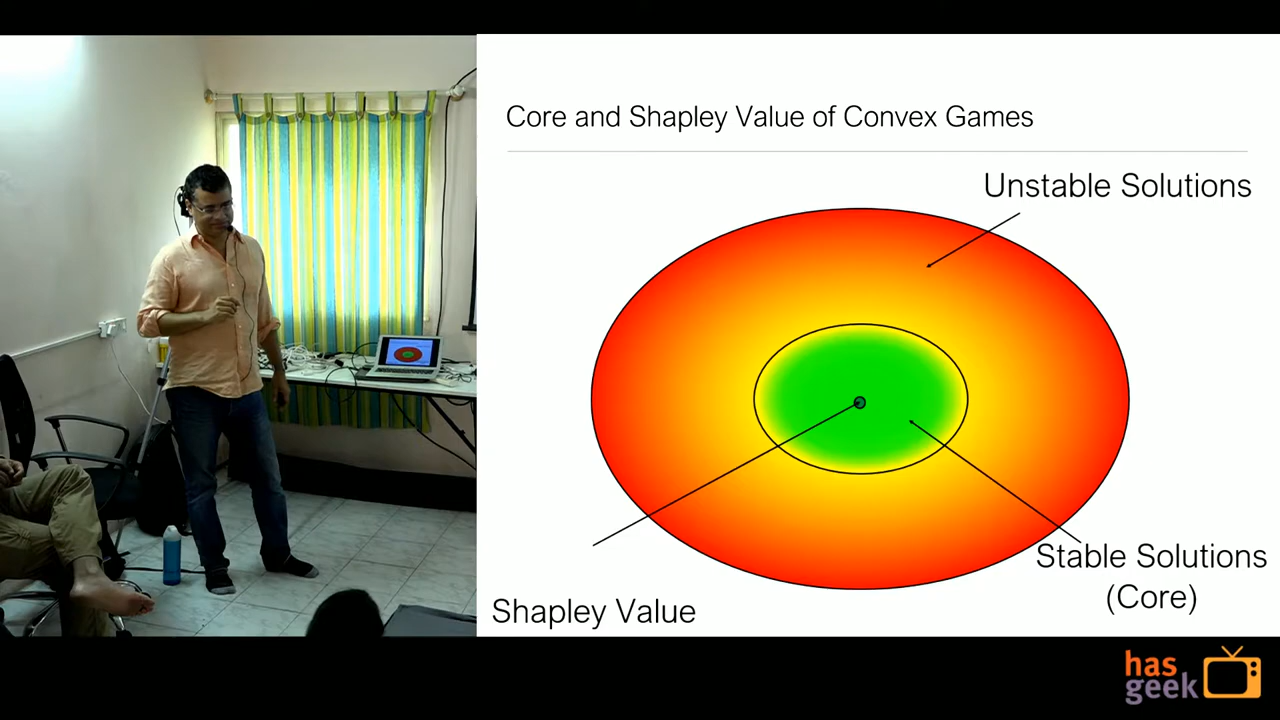 Core and Shapley Value of Convex Games
Unstable Solutions
Stable Solutions
(Core)
Shapley Value
has
geek